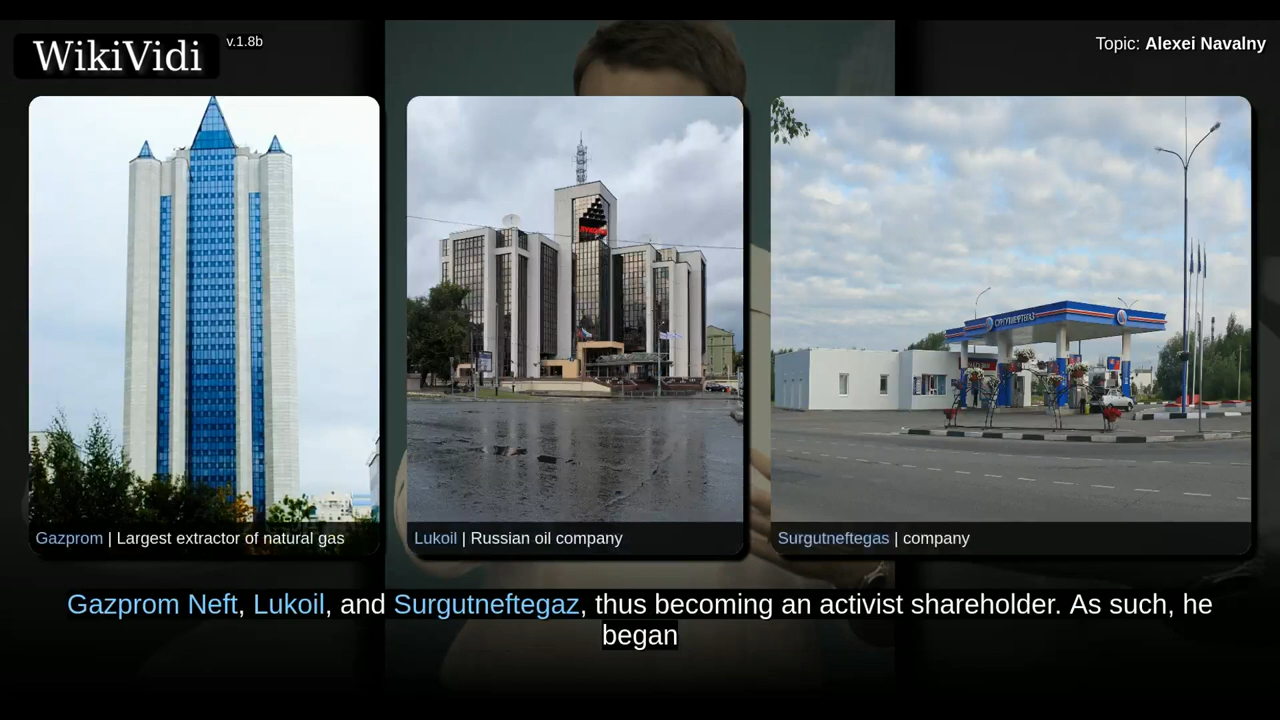 WikiVidi
v.1.8b
Topic: Alexei Navalny
СУРГУТНЕФТЕГАЗ
Gazprom | Largest extractor of natural gas
Lukoil | Russian oil company
Surgutneftegas | company
Gazprom Neft, Lukoil, and Surgutneftegaz, thus becoming an activist shareholder. As such, he
began